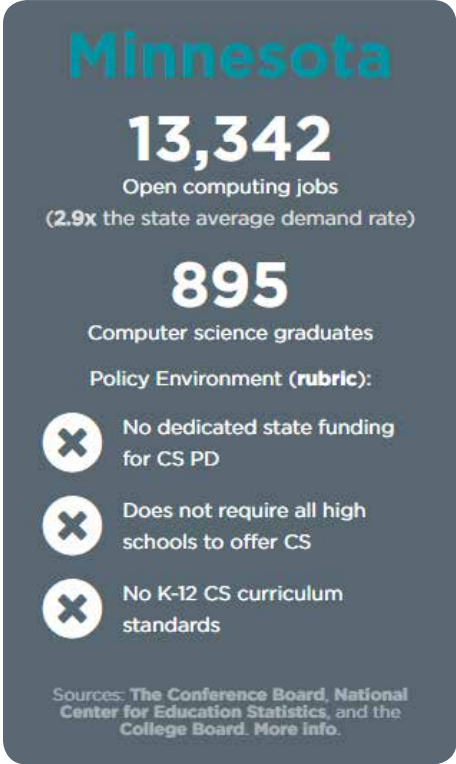 Minnesota
13,342
Open computing jobs
(2.9x the state average demand rate)
895
Computer science graduates
Policy Environment (rubric):
No dedicated state funding
for CS PD
Does not require all high
schools to offer CS
No K-12 CS curriculum
standards
Sources: The Conference Board, National
Center for Education Statistics, and the
College Board. More info.